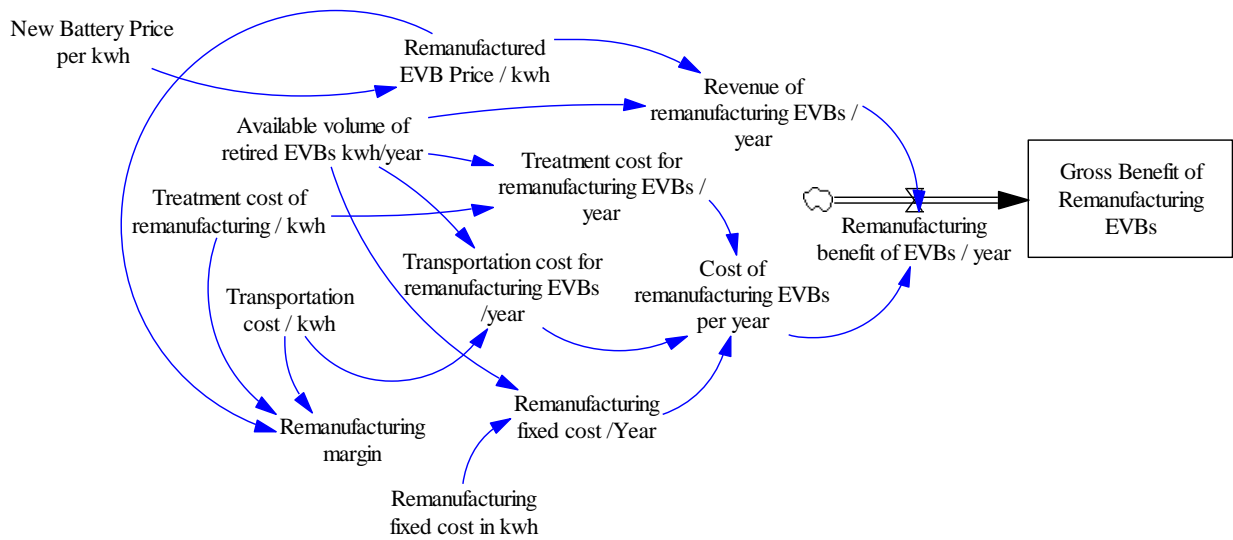 New Battery Price
per kwh
Remanufactured
EVB Price / kwh
Revenue of
remanufacturing EVBs /
year
Available volume of
retired EVBs kwh/year
Treatment cost for
remanufacturing EVBs /
year
Gross Benefit of
Remanufacturing
EVBs
Treatment cost of
remanufacturing / kwh
Remanufacturing
benefit of EVBs / year
Transportation cost for
remanufacturing EVBs
/year
Cost of
remanufacturing EVBs
per year
Transportation
cost / kwh
Remanufacturing
fixed cost /Year
Remanufacturing
margin
Remanufacturing
fixed cost in kwh